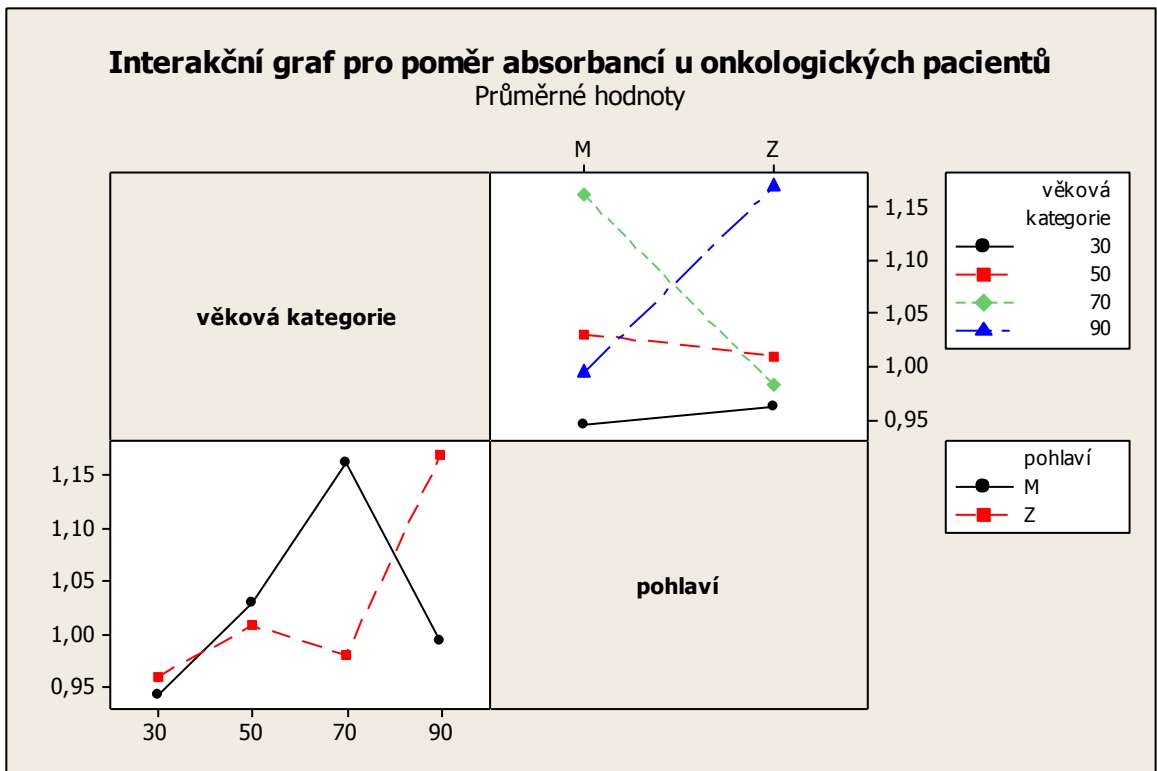 Interakční graf pro poměr absorbancí u onkologických pacientů
Průměrné hodnoty
M Z
věková kategorie
1,15
1,10
1,05
1,00
0,95
věková
kategorie
30
50
70
90
1,15
1,10
1,05
1,00
0,95
30 50 70 90
pohlaví
pohlaví
M
Z